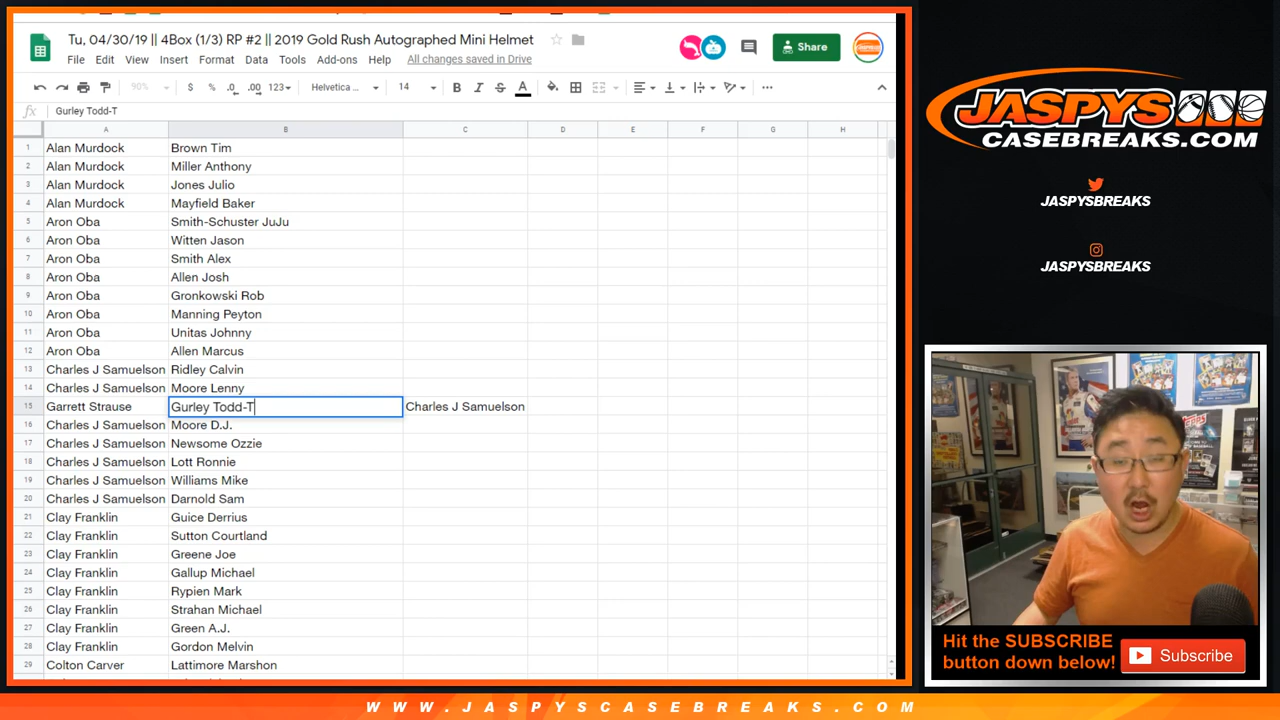 Tu, 04/30/19 || 4Box (1/3) RP #2 || 2019 Gold Rush Autographed Mini Helmet
File Edit View Insert Format Data Tools Add-ons Help All changes saved in Drive
Share
90% $ % .0 .00 123 Helvetica ... 14 B I S A
fx Gurley Todd-T
A B C D E F G H
1 Alan Murdock Brown Tim
2 Alan Murdock Miller Anthony
3 Alan Murdock Jones Julio
4 Alan Murdock Mayfield Baker
5 Aron Oba Smith-Schuster JuJu
6 Aron Oba Witten Jason
7 Aron Oba Smith Alex
8 Aron Oba Allen Josh
9 Aron Oba Gronkowski Rob
10 Aron Oba Manning Peyton
11 Aron Oba Unitas Johnny
12 Aron Oba Allen Marcus
13 Charles J Samuelson Ridley Calvin
14 Charles J Samuelson Moore Lenny
15 Garrett Strause Gurley Todd-T Charles J Samuelson
16 Charles J Samuelson Moore D.J.
17 Charles J Samuelson Newsome Ozzie
18 Charles J Samuelson Lott Ronnie
19 Charles J Samuelson Williams Mike
20 Charles J Samuelson Darnold Sam
21 Clay Franklin Guice Derrius
22 Clay Franklin Sutton Courtland
23 Clay Franklin Greene Joe
24 Clay Franklin Gallup Michael
25 Clay Franklin Rypien Mark
26 Clay Franklin Strahan Michael
27 Clay Franklin Green A.J.
28 Clay Franklin Gordon Melvin
29 Colton Carver Lattimore Marshon
JASPYS
CASEBREAKS.COM
JASPYSBREAKS
JASPYSBREAKS
Hit the SUBSCRIBE
button down below!
Subscribe
WWW.JASPYSCASEBREAKS.COM